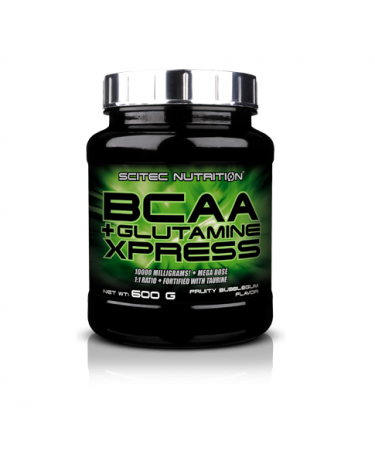 SCITEC NUTRITION
BCAA
+GLUTAMINE
XPRESS
10000 MILLIGRAMS! + MEGA DOSE
1:1 RATIO + FORTIFIED WITH TAURINE
NET WT: 600 G FRUITY BUBBLEGUM
FLAVOR!